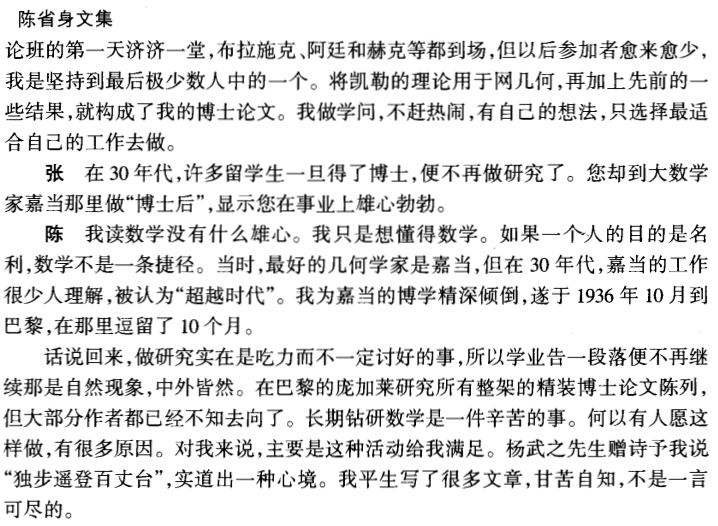 陈省身文集
论班的第一天济济一堂,布拉施克、阿廷和赫克等都到场,但以后参加者愈来愈少,
我是坚持到最后极少数人中的一个。将凯勒的理论用于网几何,再加上先前的一
些结果,就构成了我的博士论文。我做学问,不赶热闹,有自己的想法,只选择最适
合自己的工作去做。
张 在 30 年代,许多留学生一旦得了博士,便不再做研究了。您却到大数学
家嘉当那里做“博士后”,显示您在事业上雄心勃勃。
陈 我读数学没有什么雄心。我只是想懂得数学。如果一个人的目的是名
利,数学不是一条捷径。当时,最好的几何学家是嘉当,但在 30 年代,嘉当的工作
很少人理解,被认为“超越时代”。我为嘉当的博学精深倾倒,遂于 1936 年 10 月到
巴黎,在那里逗留了 10 个月。
话说回来,做研究实在是吃力而不一定讨好的事,所以学业告一段落便不再继
续那是自然现象,中外皆然。在巴黎的庞加莱研究所有整架的精装博士论文陈列,
但大部分作者都已经不知去向了。长期钻研数学是一件辛苦的事。何以有人愿这
样做,有很多原因。对我来说,主要是这种活动给我满足。杨武之先生赠诗予我说
“独步遥登百丈台”,实道出一种心境。我平生写了很多文章,甘苦自知,不是一言
可尽的。